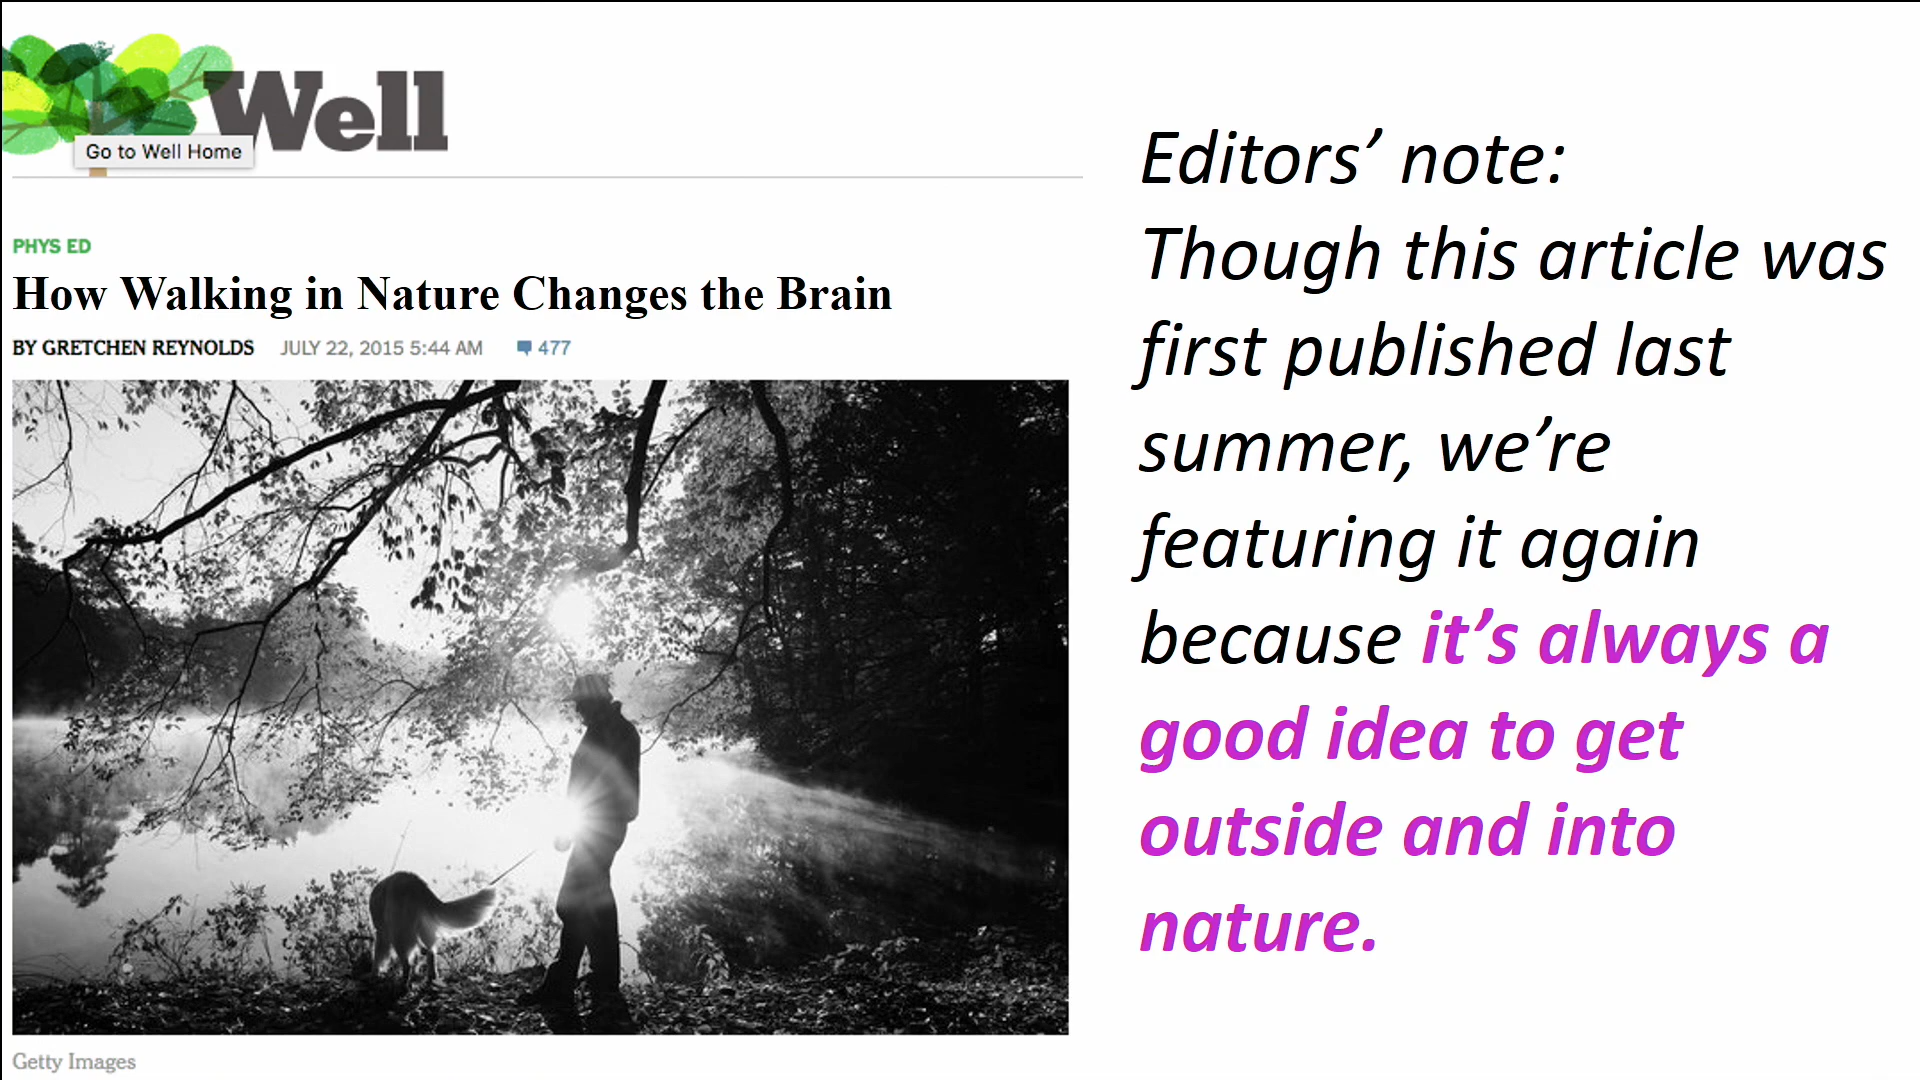 Well
Go to Well Home
PHYS ED
How Walking in Nature Changes the Brain
BY GRETCHEN REYNOLDS JULY 22, 2015 5:44 AM 477
Getty Images
Editors’ note:
Though this article was
first published last
summer, we’re
featuring it again
because it’s always a
good idea to get
outside and into
nature.